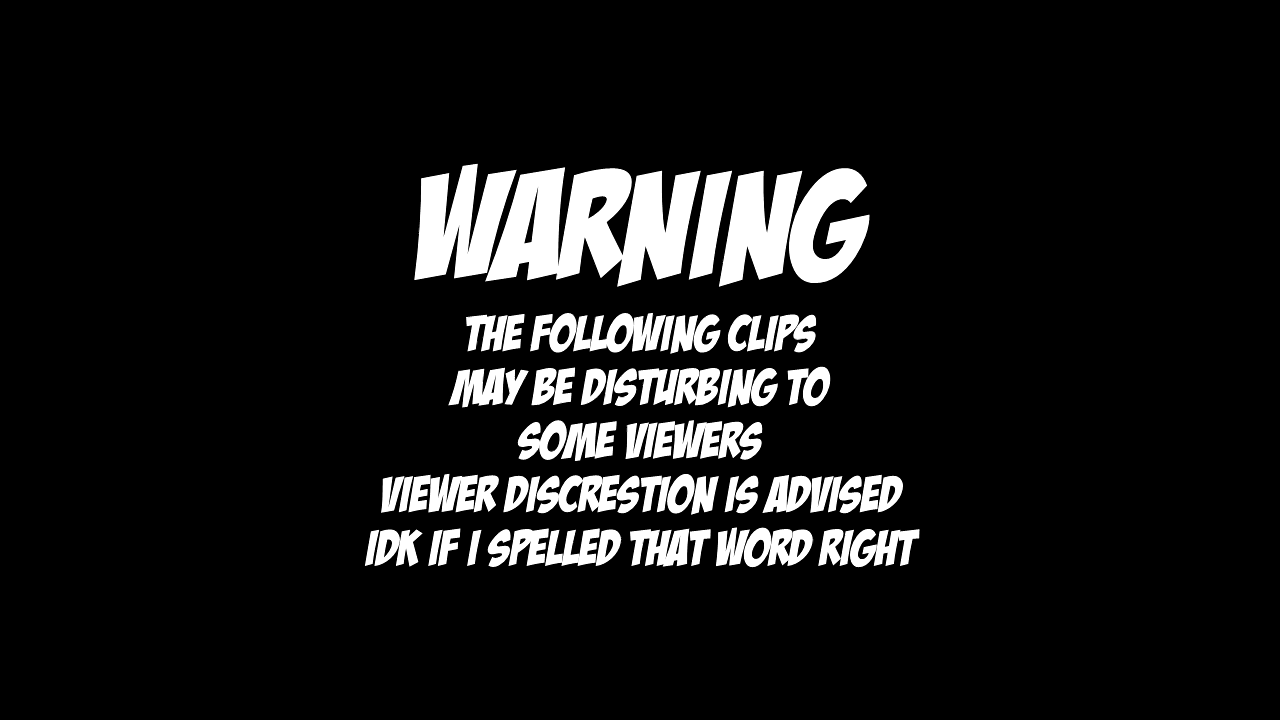 WARNING
THE FOLLOWING CLIPS
MAY BE DISTURBING TO
SOME VIEWERS
VIEWER DISCRESTION IS ADVISED
IDK IF I SPELLED THAT WORD RIGHT